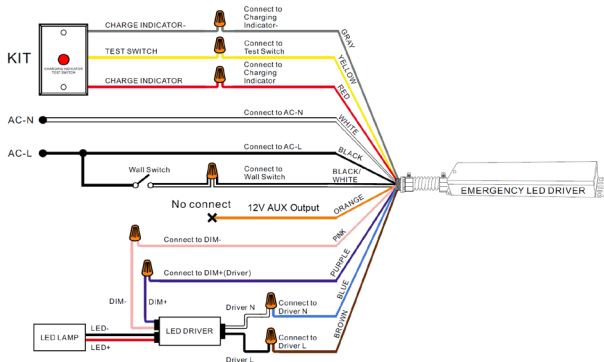 CHARGE INDICATOR-
Connect to
Charging
Indicator-
GRAY
KIT
CHARGING INDICATOR
TEST SWITCH
TEST SWITCH
Connect to
Test Switch
YELLOW
CHARGE INDICATOR
Connect to
Charging
Indicator
RED
AC-N
Connect to AC-N
WHITE
AC-L
Connect to AC-L
BLACK
Wall Switch
Connect to
Wall Switch
BLACK/
WHITE
EMERGENCY LED DRIVER
No connect
12V AUX Output
ORANGE
Connect to DIM-
PINK
Connect to DIM+(Driver)
PURPLE
DIM-
DIM+
BLUE
Driver N
Connect to
Driver N
BROWN
LED LAMP
LED-
LED+
LED DRIVER
Driver L
Connect to
Driver L